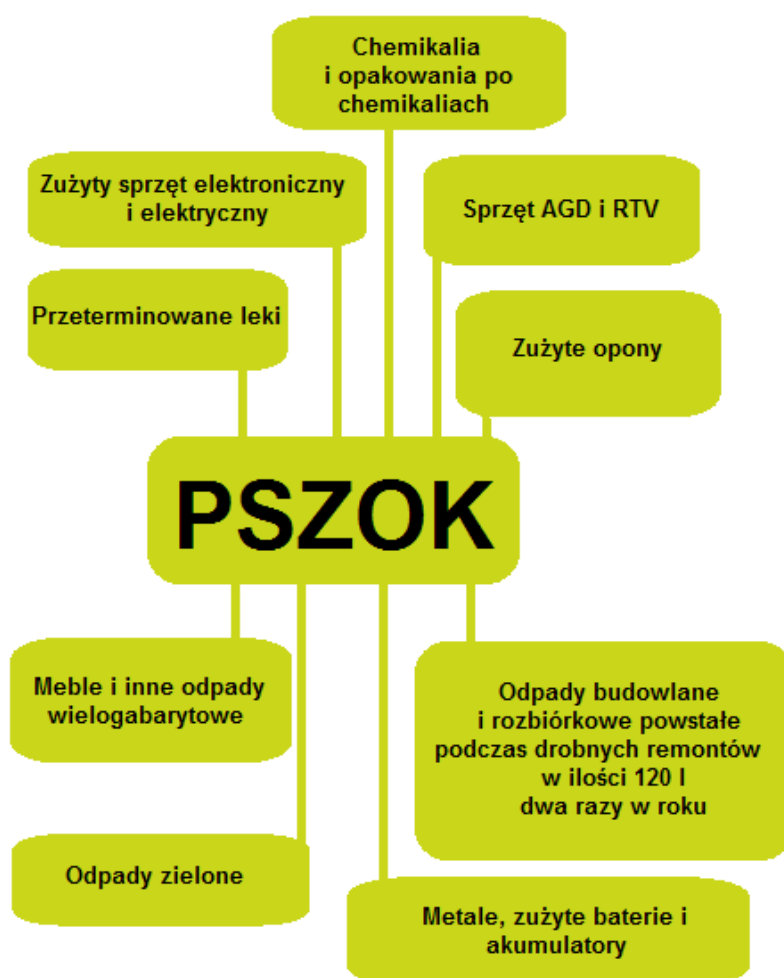 Chemikalia
i opakowania po
chemikaliach
Zużyty sprzęt elektroniczny
i elektryczny
Sprzęt AGD i RTV
Przeterminowane leki
Zużyte opony
PSZOK
Meble i inne odpady
wielogabarytowe
Odpady budowlane
i rozbiórkowe powstałe
podczas drobnych remontów
w ilości 120 l
dwa razy w roku
Odpady zielone
Metale, zużyte baterie i
akumulatory